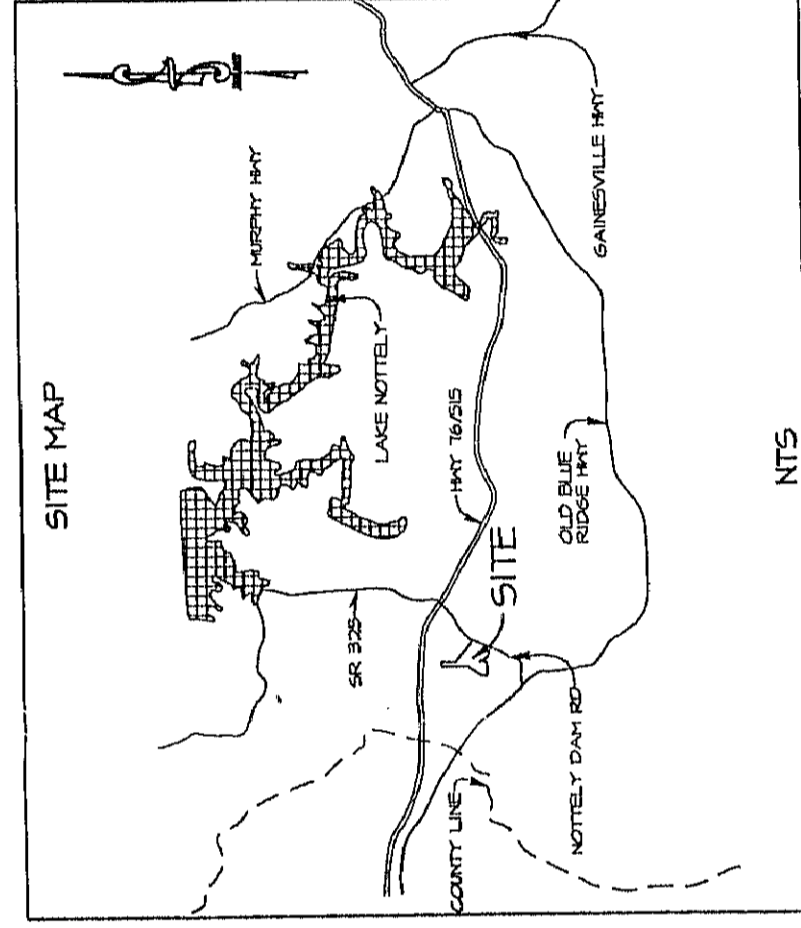 SITE MAP
MURPHY HWY
LAKE NOTTELY
GAINESVILLE HWY
HWY 76/515
SR 325
SITE
OLD BLUE
RIDGE HWY
COUNTY LINE
NOTTELY DAM RD
NTS